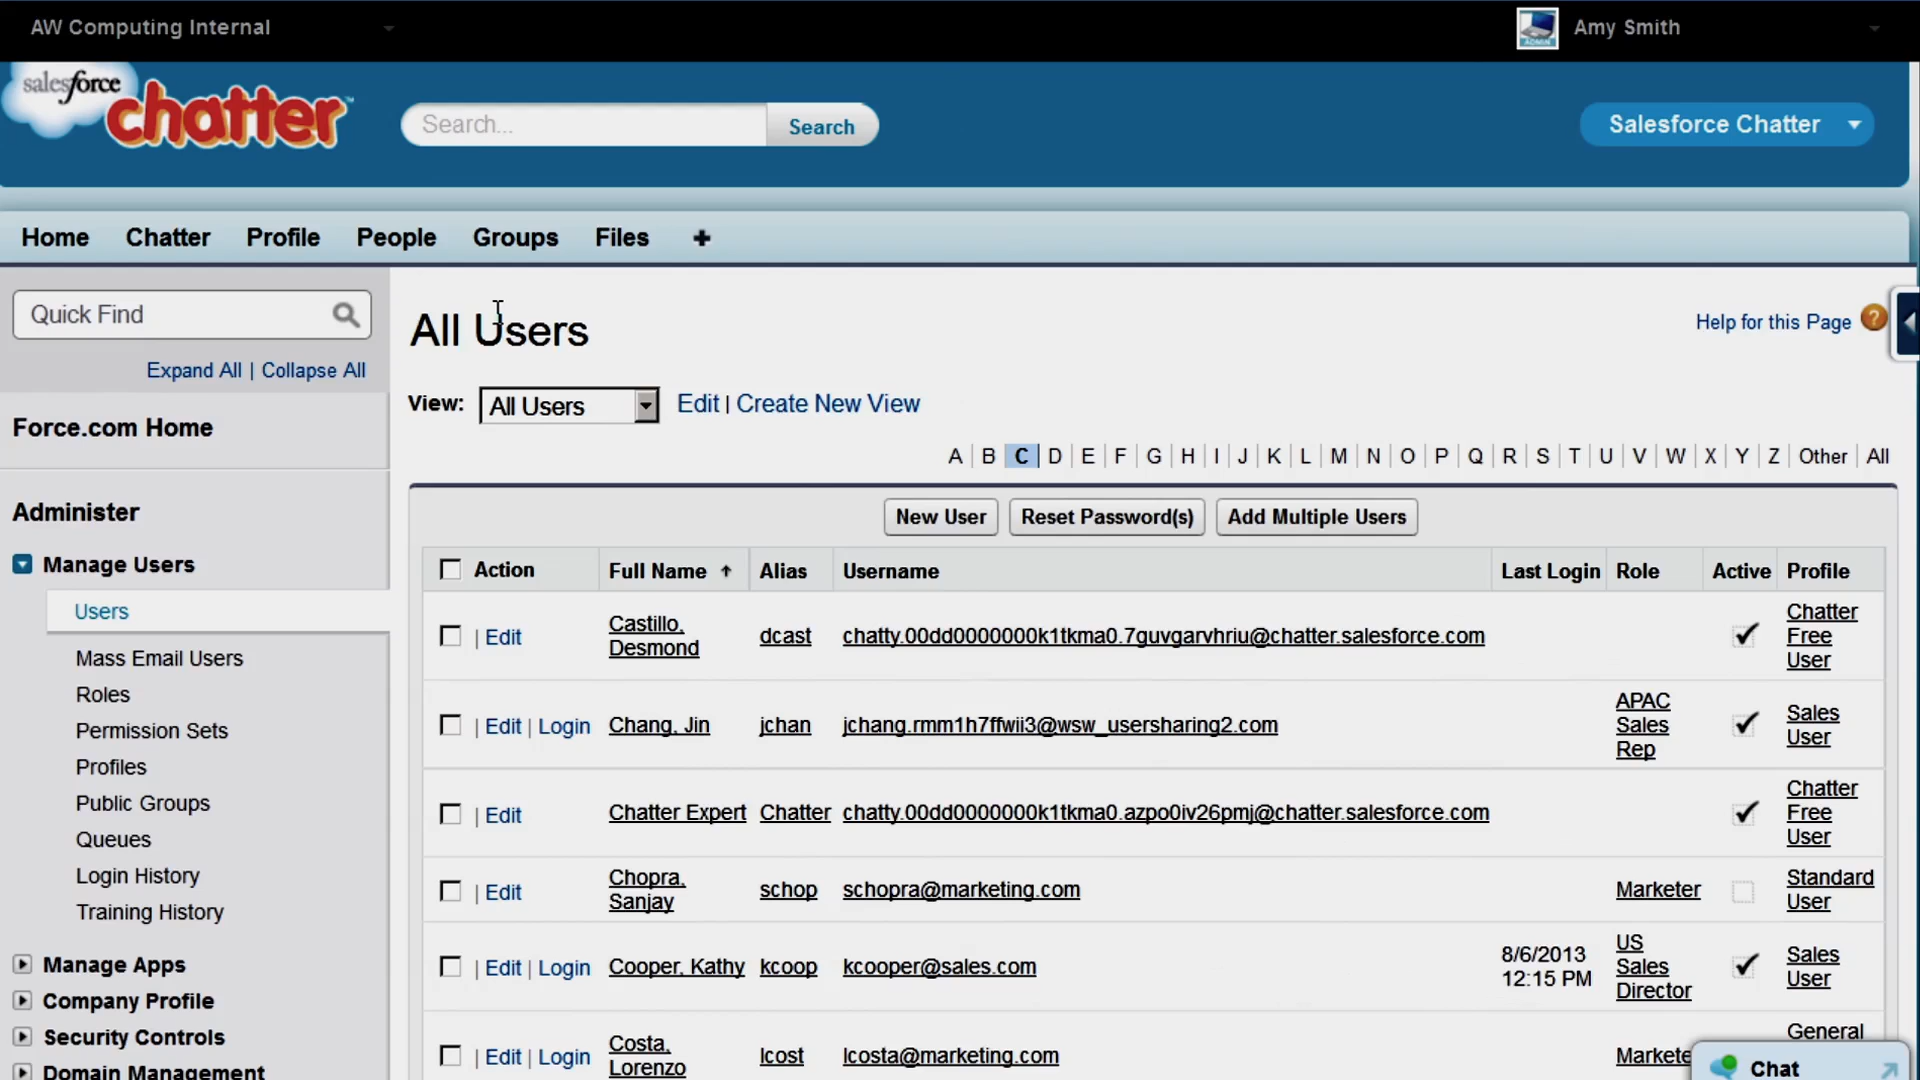 AW Computing Internal
ADMIN Amy Smith
salesforce
chatter™
Search...
Search
Salesforce Chatter
Home Chatter Profile People Groups Files +
Quick Find
Expand All | Collapse All
Force.com Home
Administer
Manage Users
Users
Mass Email Users
Roles
Permission Sets
Profiles
Public Groups
Queues
Login History
Training History
Manage Apps
Company Profile
Security Controls
Domain Management
All Users
Help for this Page ?
View: All Users Edit | Create New View
A | B | C | D | E | F | G | H | I | J | K | L | M | N | O | P | Q | R | S | T | U | V | W | X | Y | Z | Other | All
New User Reset Password(s) Add Multiple Users
Action Full Name Alias Username Last Login Role Active Profile
| Edit Castillo, Desmond dcast chatty.00dd0000000k1tkma0.7guvgarvhriu@chatter.salesforce.com Chatter Free User
| Edit | Login Chang, Jin jchan jchang.rmm1h7ffwii3@wsw_usersharing2.com APAC Sales Rep Sales User
| Edit Chatter Expert Chatter chatty.00dd0000000k1tkma0.azpo0iv26pmj@chatter.salesforce.com Chatter Free User
| Edit Chopra, Sanjay schop schopra@marketing.com Marketer Standard User
| Edit | Login Cooper, Kathy kcoop kcooper@sales.com 8/6/2013 12:15 PM US Sales Director Sales User
| Edit | Login Costa, Lorenzo lcost lcosta@marketing.com Markete General
Chat